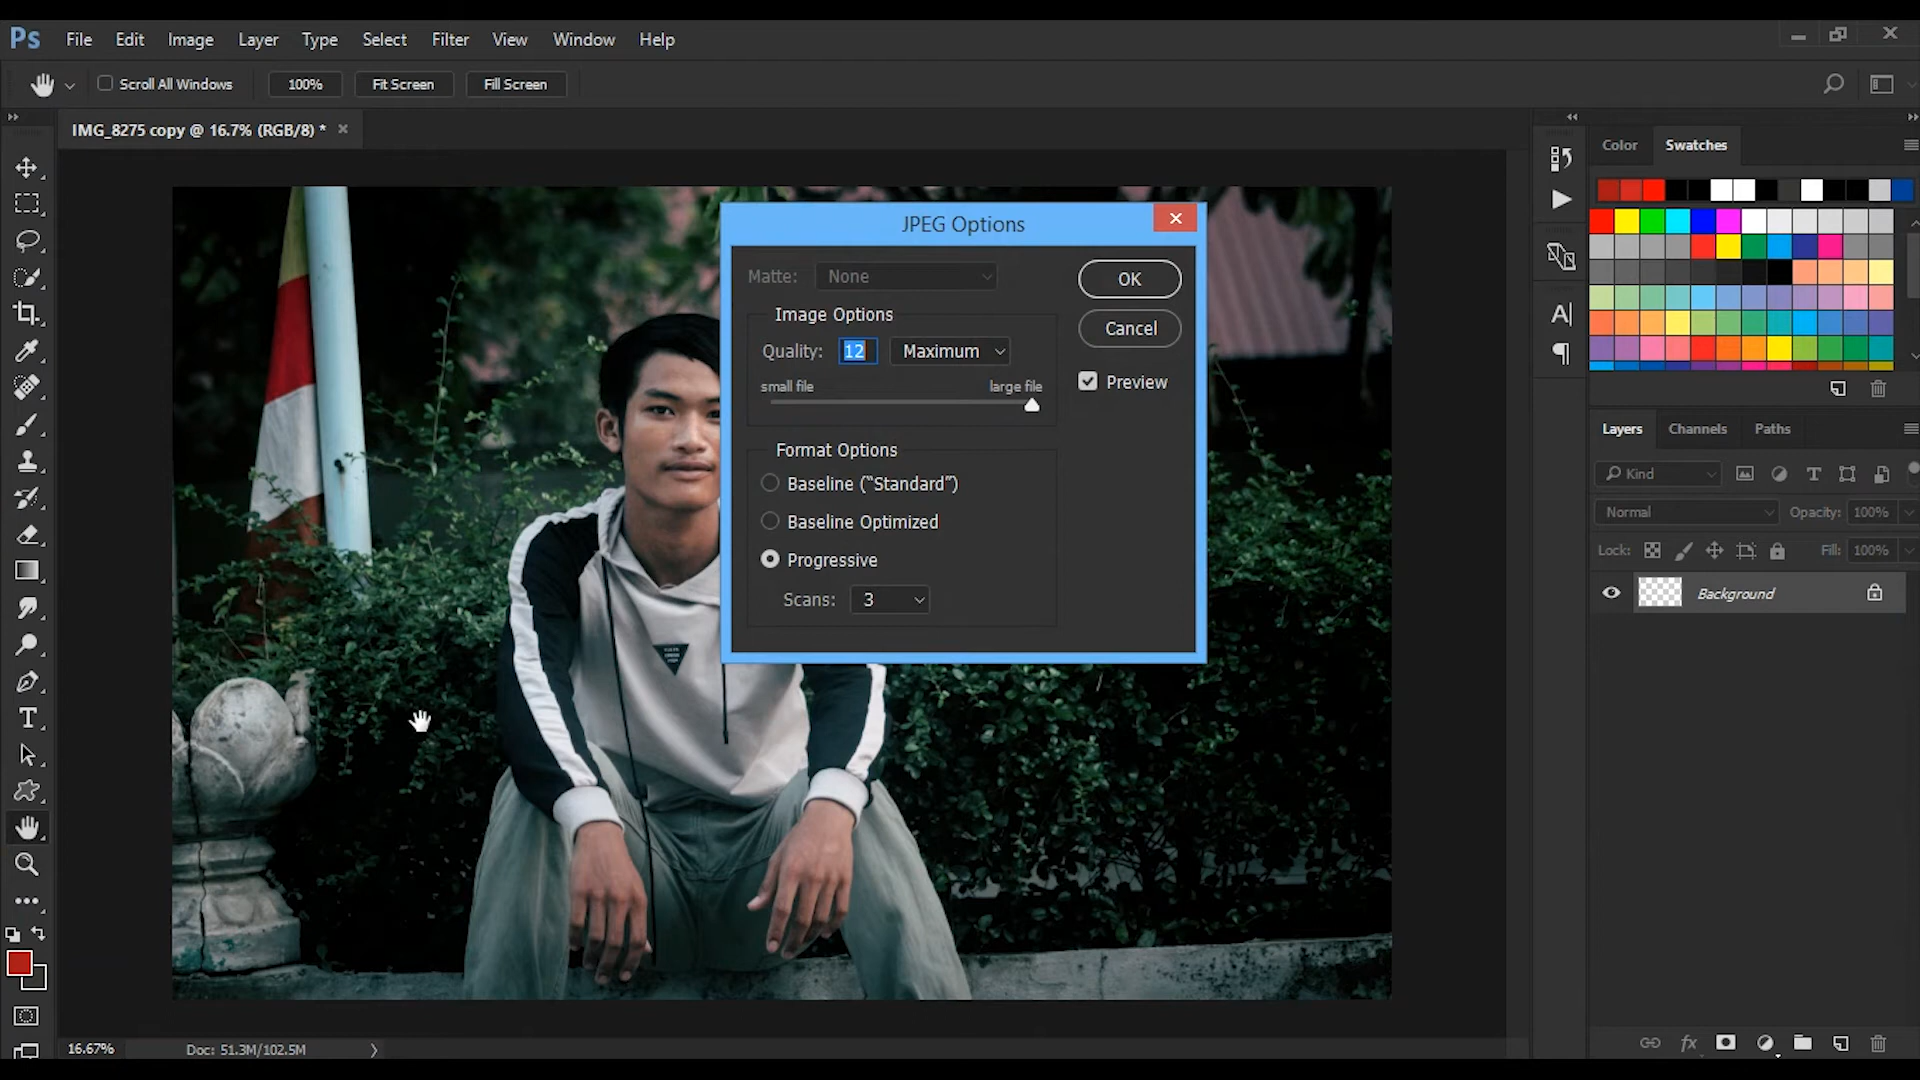 Ps File Edit Image Layer Type Select Filter View Window Help
Scroll All Windows 100% Fit Screen Fill Screen
IMG_8275 copy @ 16.7% (RGB/8) *
Color Swatches
JPEG Options
Matte: None
OK
Image Options
Cancel
Quality: 12 Maximum
Preview
small file large file
Format Options
Baseline (“Standard”)
Baseline Optimized
Progressive
Scans: 3
Layers Channels Paths
Kind
Normal Opacity: 100%
Lock: Fill: 100%
Background
16.67% Doc: 51.3M/102.5M